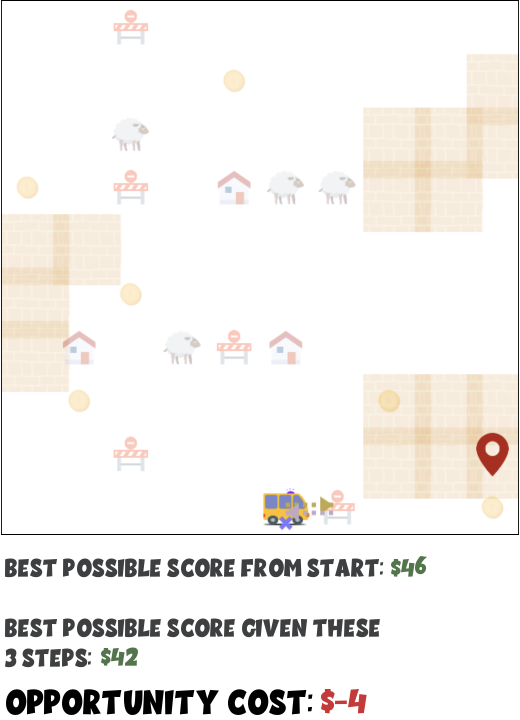 BEST POSSIBLE SCORE FROM START: $46
BEST POSSIBLE SCORE GIVEN THESE
3 STEPS: $42
OPPORTUNITY COST: $-4